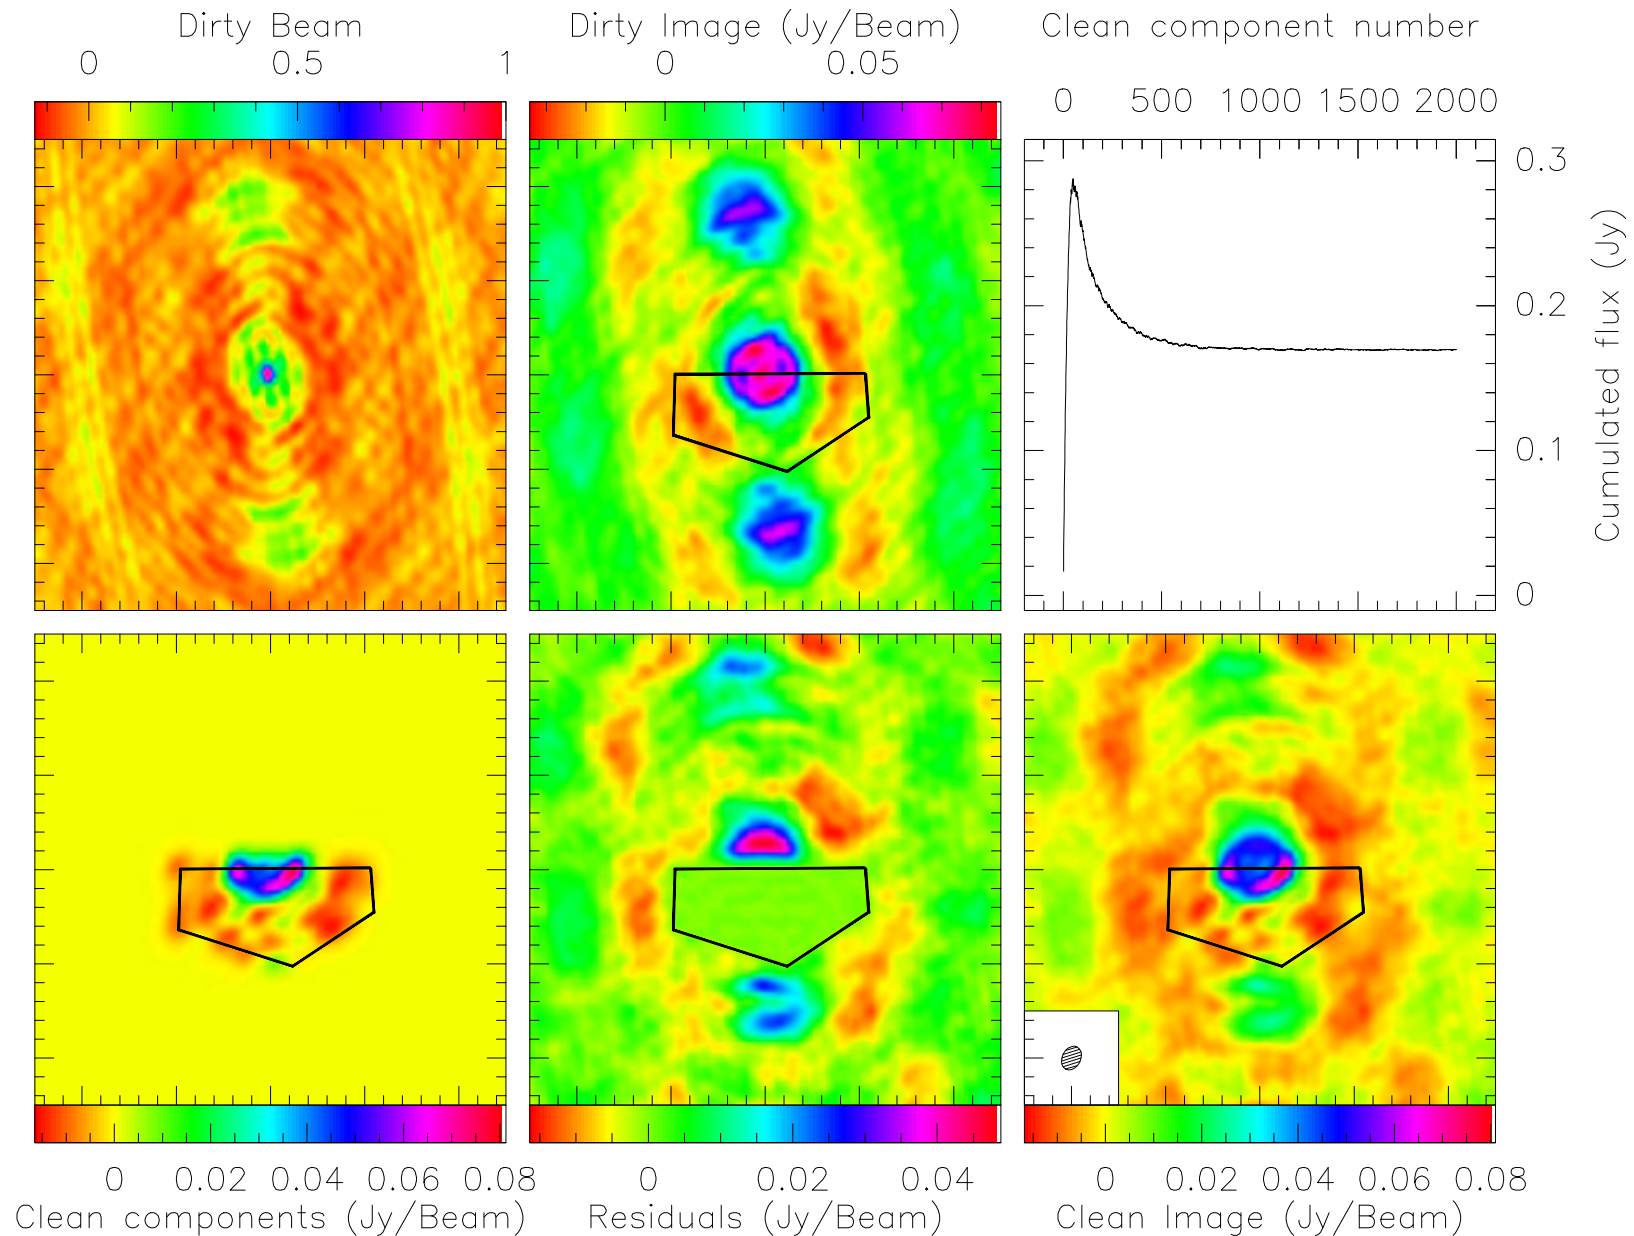 Dirty Beam
0 0.5 1
Dirty Image (Jy/Beam)
0 0.05
Clean component number
0 500 1000 1500 2000
0.3
0.2
0.1
0
Cumulated flux (Jy)
0 0.02 0.04 0.06 0.08
Clean components (Jy/Beam)
0 0.02 0.04
Residuals (Jy/Beam)
0 0.02 0.04 0.06 0.08
Clean Image (Jy/Beam)